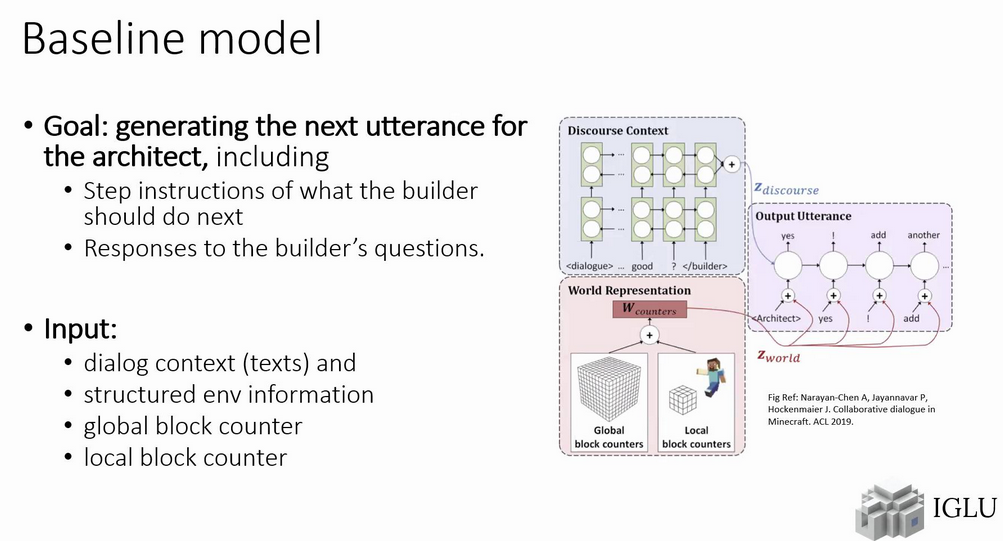 Baseline model
• Goal: generating the next utterance for
the architect, including
• Step instructions of what the builder
should do next
• Responses to the builder's questions.
• Input:
• dialog context (texts) and
• structured env information
• global block counter
• local block counter
Discourse Context
... 
...
...
...
+
<dialogue> ... good ? </builder>
z discourse
Output Utterance
yes ! add another
...
+ + + +
<Architect> yes ! add
World Representation
W counters
+
z world
Global
block counters
Local
block counters
Fig Ref: Narayan-Chen A, Jayannavar P,
Hockenmaier J. Collaborative dialogue in
Minecraft. ACL 2019.
IGLU